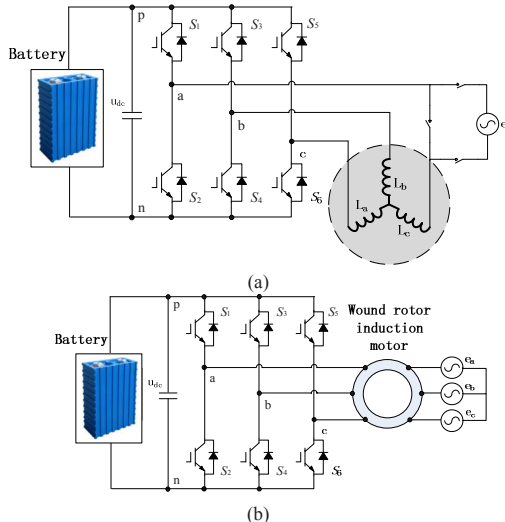 p
S1 S3 S5
Battery
udc
a
b
c
e
Lb
La
Lc
n
S2 S4 S6
(a)
p
S1 S3 S5
Wound rotor
induction
motor
Battery
udc
a
b
c
ea
eb
ec
n
S2 S4 S6
(b)